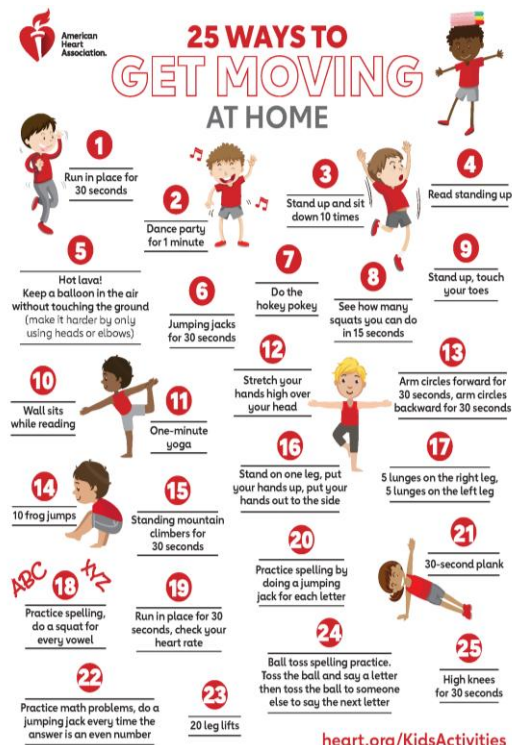 American
Heart
Association.
25 WAYS TO
GET MOVING
AT HOME
1
Run in place for
30 seconds
2
Dance party
for 1 minute
3
Stand up and sit
down 10 times
4
Read standing up
5
Hot lava!
Keep a balloon in the air
without touching the ground
(make it harder by only
using heads or elbows)
6
Jumping jacks
for 30 seconds
7
Do the
hokey pokey
8
See how many
squats you can do
in 15 seconds
9
Stand up, touch
your toes
10
Wall sits
while reading
11
One-minute
yoga
12
Stretch your
hands high over
your head
13
Arm circles forward for
30 seconds, arm circles
backward for 30 seconds
14
10 frog jumps
15
Standing mountain
climbers for
30 seconds
16
Stand on one leg, put
your hands up, put your
hands out to the side
17
5 lunges on the right leg,
5 lunges on the left leg
ABC
XYZ
18
Practice spelling,
do a squat for
every vowel
19
Run in place for 30
seconds, check your
heart rate
20
Practice spelling by
doing a jumping
jack for each letter
21
30-second plank
22
Practice math problems, do a
jumping jack every time the
answer is an even number
23
20 leg lifts
24
Ball toss spelling practice.
Toss the ball and say a letter
then toss the ball to someone
else to say the next letter
25
High knees
for 30 seconds
heart.org/KidsActivities